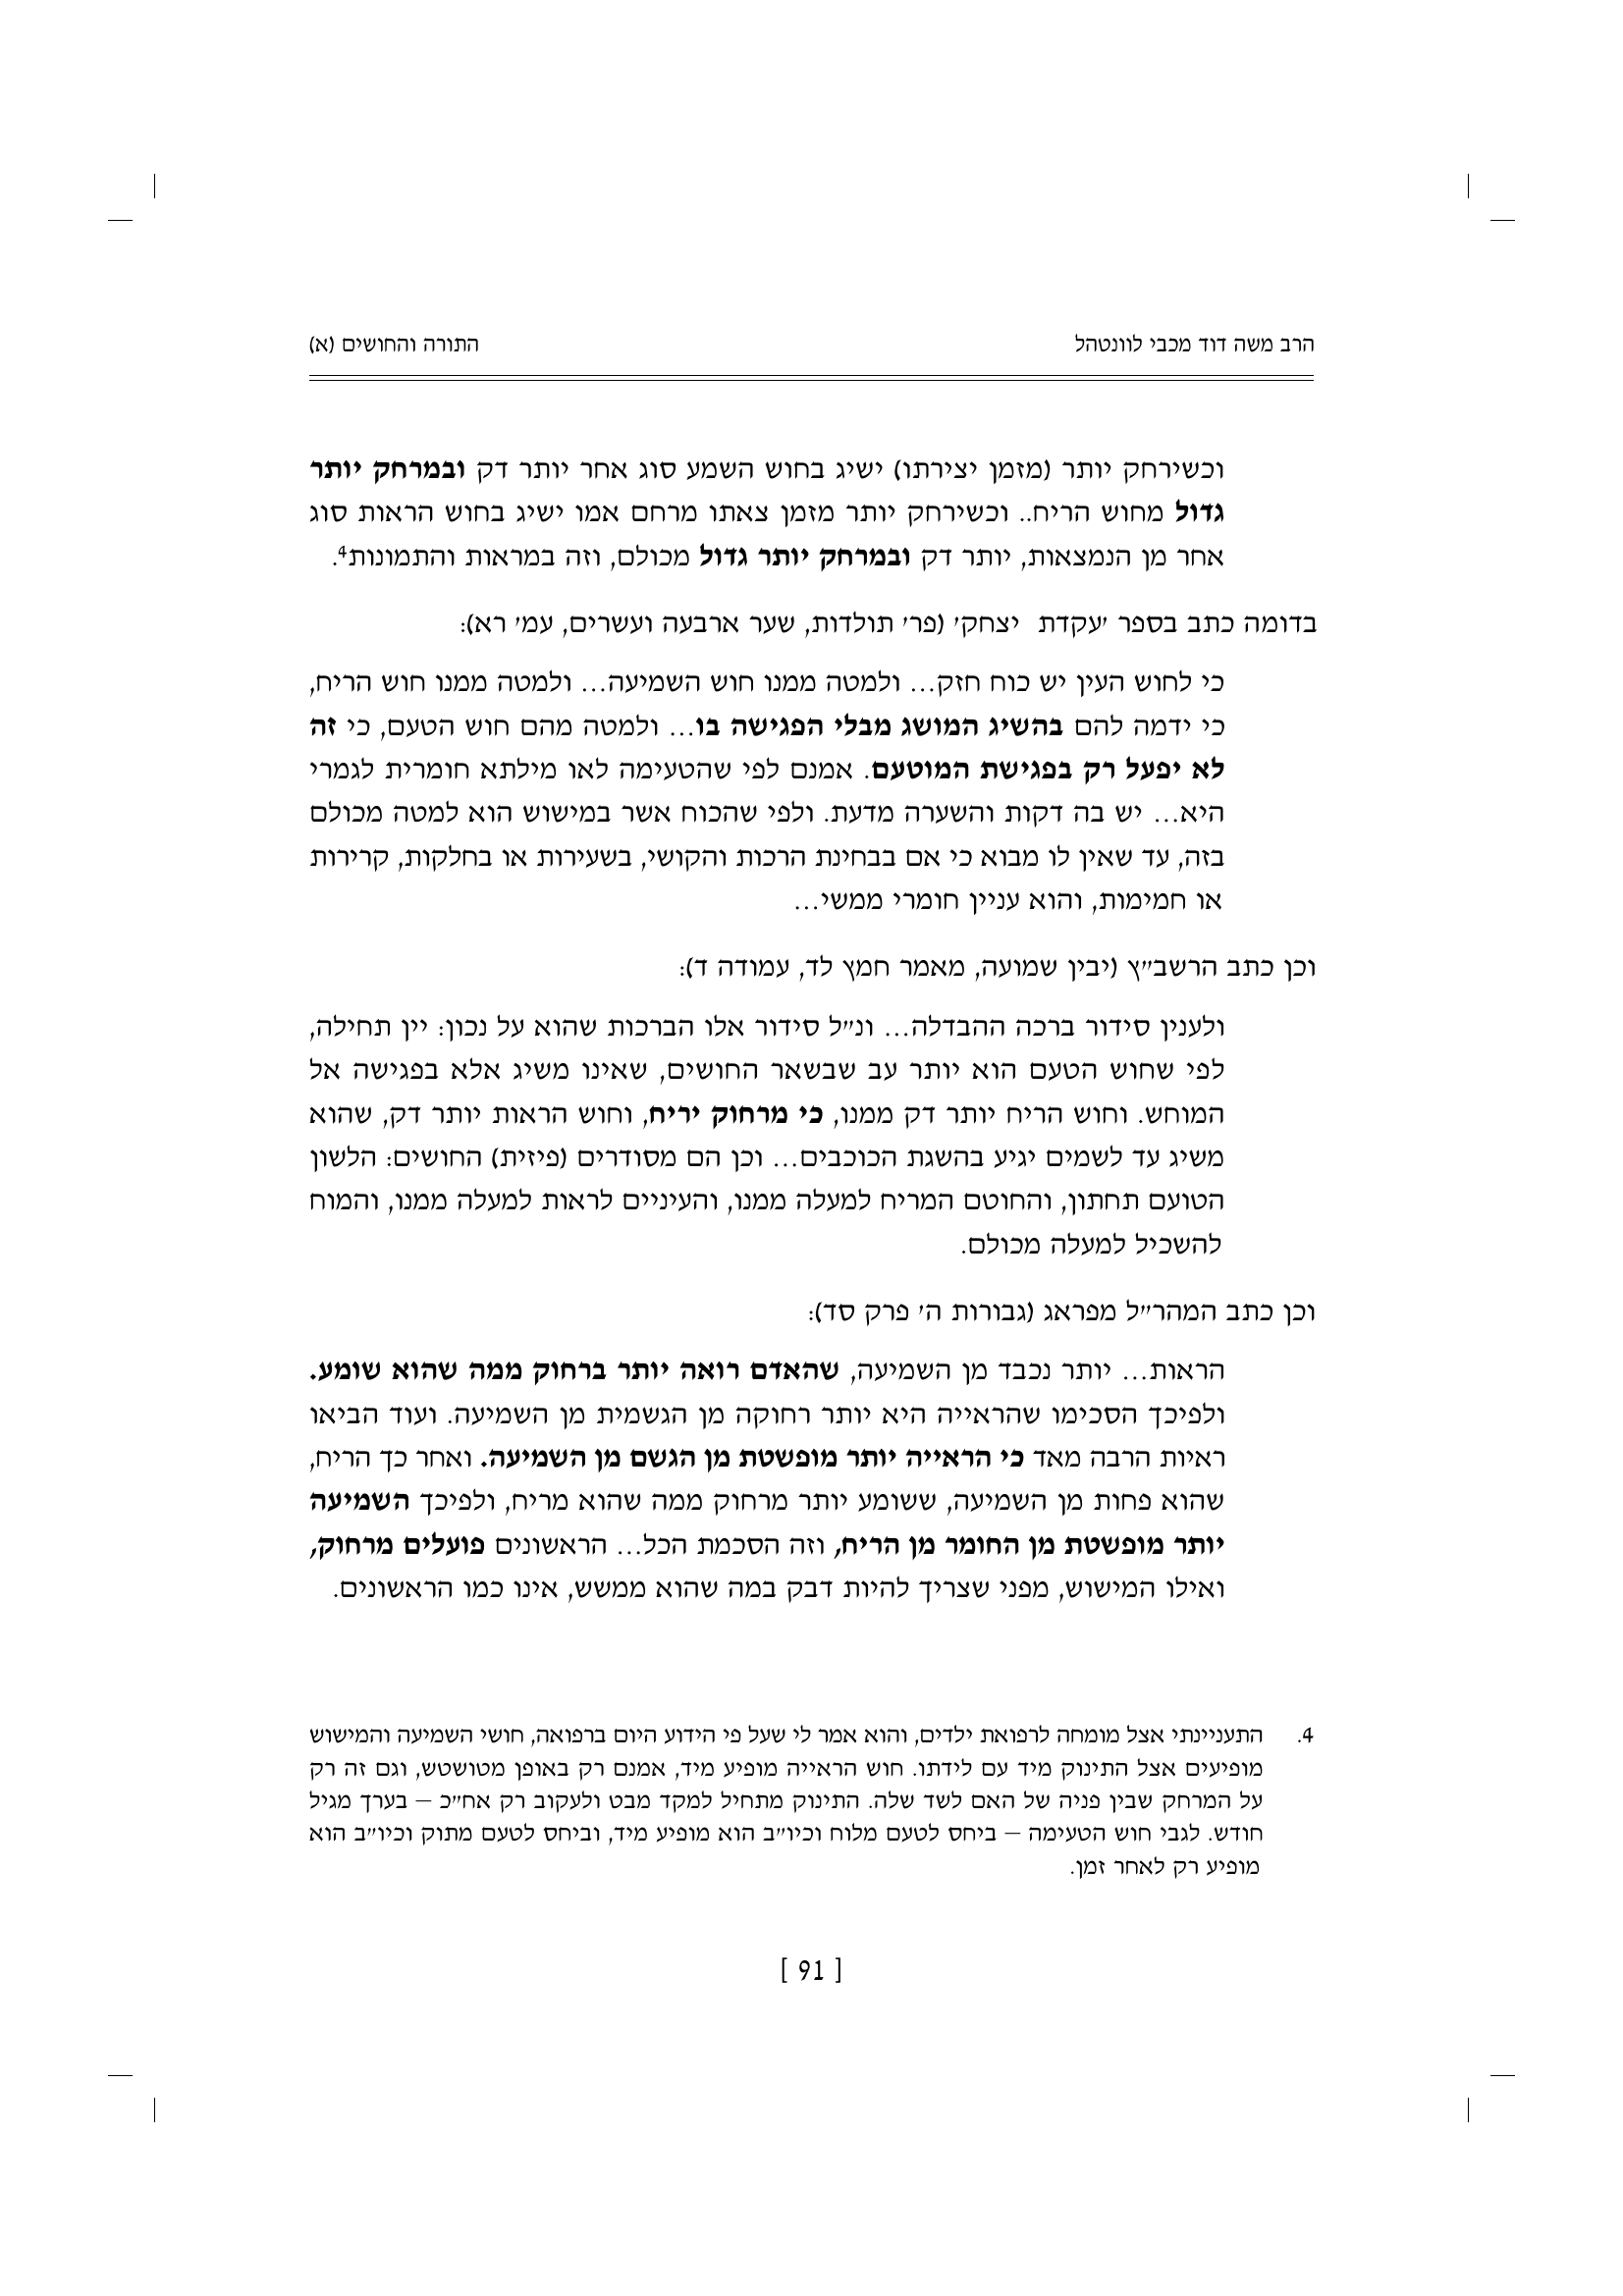 הרב משה דוד מכבי לוונטהל
התורה והחושים (א)
וכשירחק יותר (מזמן יצירתו) ישיג בחוש השמע סוג אחר יותר דק ובמרחק יותר
גדול מחוש הריח.. וכשירחק יותר מזמן צאתו מרחם אמו ישיג בחוש הראות סוג
אחר מן הנמצאות, יותר דק ובמרחק יותר גדול מכולם, וזה במראות והתמונות4.
בדומה כתב בספר ׳עקדת יצחק׳ (פר׳ תולדות, שער ארבעה ועשרים, עמ׳ רא):
כי לחוש העין יש כוח חזק... ולמטה ממנו חוש השמיעה... ולמטה ממנו חוש הריח,
כי ידמה להם בהשיג המושג מבלי הפגישה בו... ולמטה מהם חוש הטעם, כי זה
לא יפעל רק בפגישת המוטעם. אמנם לפי שהטעימה לאו מילתא חומרית לגמרי
היא... יש בה דקות והשערה מדעת. ולפי שהכוח אשר במישוש הוא למטה מכולם
בזה, עד שאין לו מבוא כי אם בבחינת הרכות והקושי, בשעירות או בחלקות, קרירות
או חמימות, והוא עניין חומרי ממשי...
וכן כתב הרשב״ץ (יבין שמועה, מאמר חמץ לד, עמודה ד):
ולענין סידור ברכה ההבדלה... ונ״ל סידור אלו הברכות שהוא על נכון: יין תחילה,
לפי שחוש הטעם הוא יותר עב שבשאר החושים, שאינו משיג אלא בפגישה אל
המוחש. וחוש הריח יותר דק ממנו, כי מרחוק יריח, וחוש הראות יותר דק, שהוא
משיג עד לשמים יגיע בהשגת הכוכבים... וכן הם מסודרים (פיזית) החושים: הלשון
הטועם תחתון, והחוטם המריח למעלה ממנו, והעיניים לראות למעלה ממנו, והמוח
להשכיל למעלה מכולם.
וכן כתב המהר״ל מפראג (גבורות ה׳ פרק סד):
הראות... יותר נכבד מן השמיעה, שהאדם רואה יותר ברחוק ממה שהוא שומע.
ולפיכך הסכימו שהראייה היא יותר רחוקה מן הגשמית מן השמיעה. ועוד הביאו
ראיות הרבה מאד כי הראייה יותר מופשטת מן הגשם מן השמיעה. ואחר כך הריח,
שהוא פחות מן השמיעה, ששומע יותר מרחוק ממה שהוא מריח, ולפיכך השמיעה
יותר מופשטת מן החומר מן הריח, וזה הסכמת הכל... הראשונים פועלים מרחוק,
ואילו המישוש, מפני שצריך להיות דבק במה שהוא ממשש, אינו כמו הראשונים.
4. התעניינתי אצל מומחה לרפואת ילדים, והוא אמר לי שעל פי הידוע היום ברפואה, חושי השמיעה והמישוש
מופיעים אצל התינוק מיד עם לידתו. חוש הראייה מופיע מיד, אמנם רק באופן מטושטש, וגם זה רק
על המרחק שבין פניה של האם לשד שלה. התינוק מתחיל למקד מבט ולעקוב רק אח״כ – בערך מגיל
חודש. לגבי חוש הטעימה – ביחס לטעם מלוח וכיו״ב הוא מופיע מיד, וביחס לטעם מתוק וכיו״ב הוא
מופיע רק לאחר זמן.
[ 91 ]